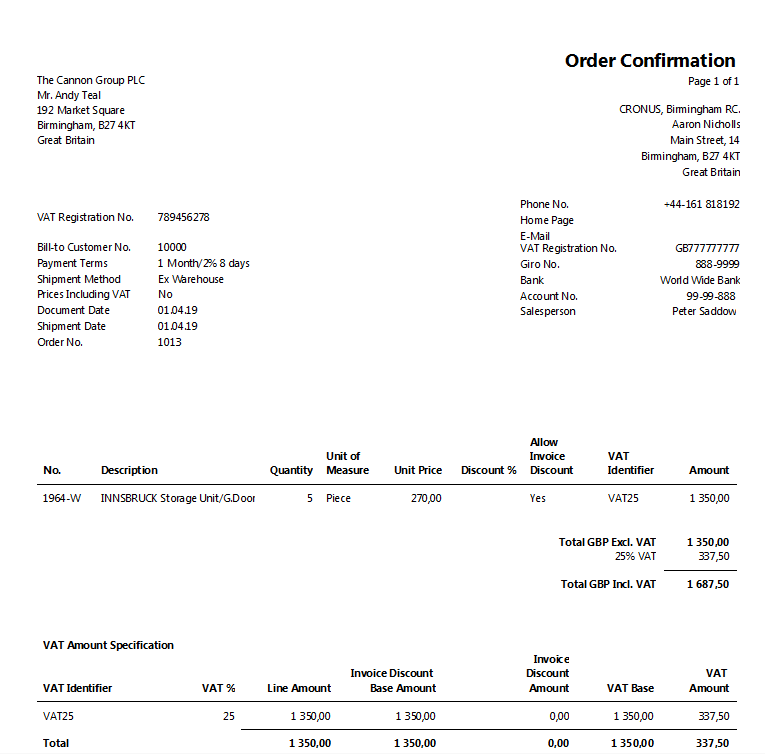 Order Confirmation
Page 1 of 1
The Cannon Group PLC
Mr. Andy Teal
192 Market Square
Birmingham, B27 4KT
Great Britain
CRONUS, Birmingham RC.
Aaron Nicholls
Main Street, 14
Birmingham, B27 4KT
Great Britain
VAT Registration No. 789456278
Bill-to Customer No. 10000
Payment Terms 1 Month/2% 8 days
Shipment Method Ex Warehouse
Prices Including VAT No
Document Date 01.04.19
Shipment Date 01.04.19
Order No. 1013
Phone No. +44-161 818192
Home Page
E-Mail
VAT Registration No. GB777777777
Giro No. 888-9999
Bank World Wide Bank
Account No. 99-99-888
Salesperson Peter Saddow
No. Description Quantity Unit of Measure Unit Price Discount % Allow Invoice Discount VAT Identifier Amount
1964-W INNSBRUCK Storage Unit/G.Door 5 Piece 270,00 Yes VAT25 1 350,00
Total GBP Excl. VAT 1 350,00
25% VAT 337,50
Total GBP Incl. VAT 1 687,50
VAT Amount Specification
VAT Identifier VAT % Line Amount Invoice Discount Base Amount Invoice Discount Amount VAT Base VAT Amount
VAT25 25 1 350,00 1 350,00 0,00 1 350,00 337,50
Total 1 350,00 1 350,00 0,00 1 350,00 337,50